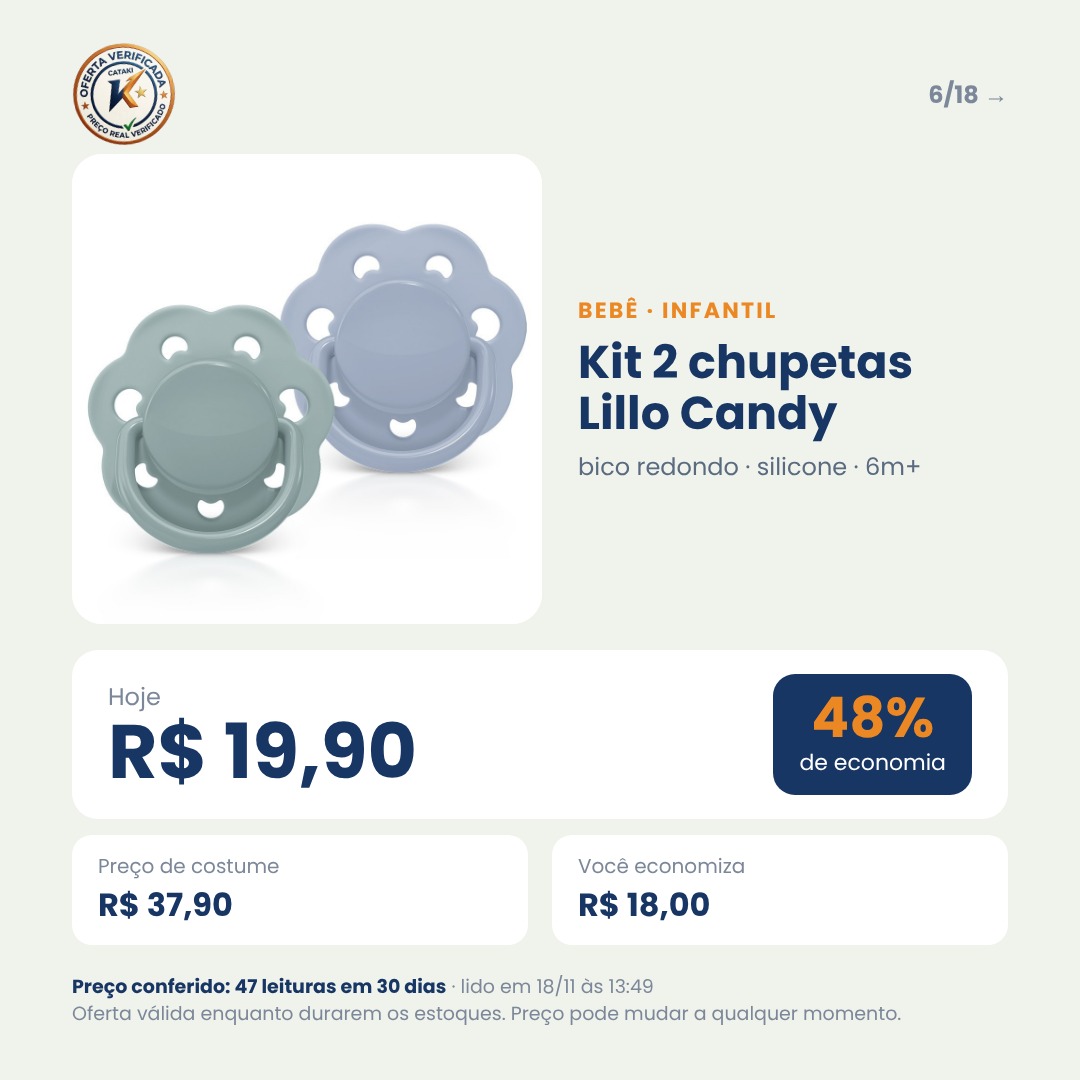 OFERTA VERIFICADA
CATAKI
K
PREÇO REAL VERIFICADO
6/18 →
BEBÊ · INFANTIL
Kit 2 chupetas
Lillo Candy
bico redondo · silicone · 6m+
Hoje
R$ 19,90
48%
de economia
Preço de costume
R$ 37,90
Você economiza
R$ 18,00
Preço conferido: 47 leituras em 30 dias · lido em 18/11 às 13:49
Oferta válida enquanto durarem os estoques. Preço pode mudar a qualquer momento.